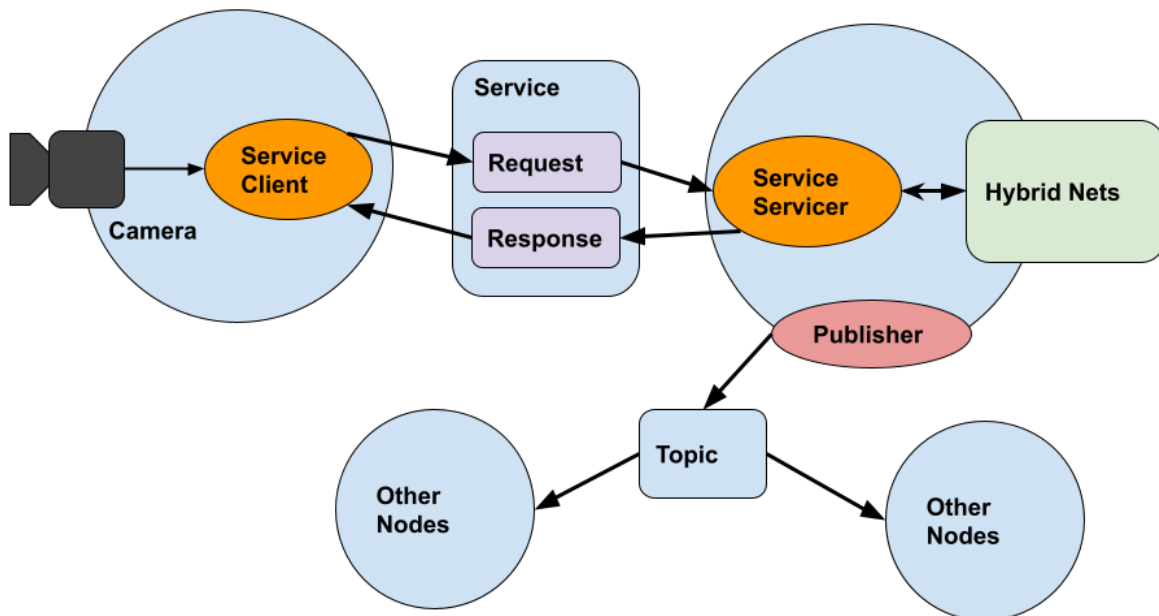 Service
Service
Client
Request
Service
Servicer
Hybrid Nets
Camera
Response
Publisher
Topic
Other
Nodes
Other
Nodes